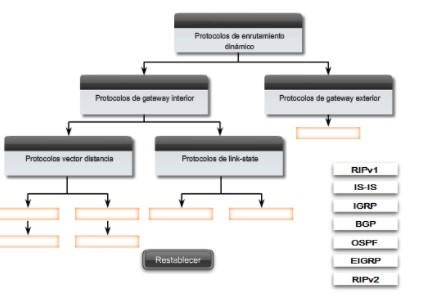 Protocolos de enrutamiento
dinámico
Protocolos de gateway interior
Protocolos de gateway exterior
Protocolos vector distancia
Protocolos de link-state
RIPv1
IS-IS
IGRP
BGP
OSPF
EIGRP
RIPv2
Restablecer